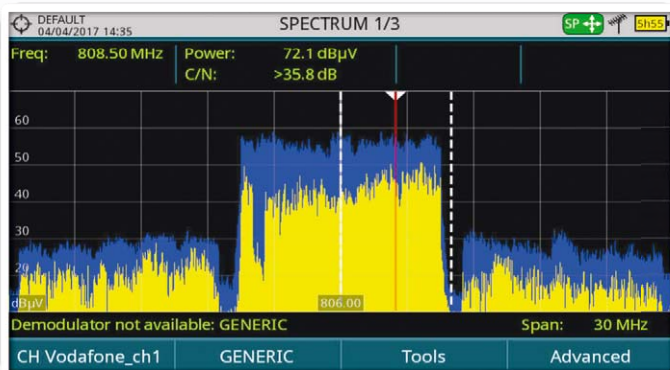 DEFAULT
04/04/2017 14:35
SPECTRUM 1/3
SP
5h55
Freq: 808.50 MHz
Power: 72.1 dBµV
C/N: >35.8 dB
60
50
40
30
20
dBµV
806.00
Demodulator not available: GENERIC
Span: 30 MHz
CH Vodafone_ch1
GENERIC
Tools
Advanced